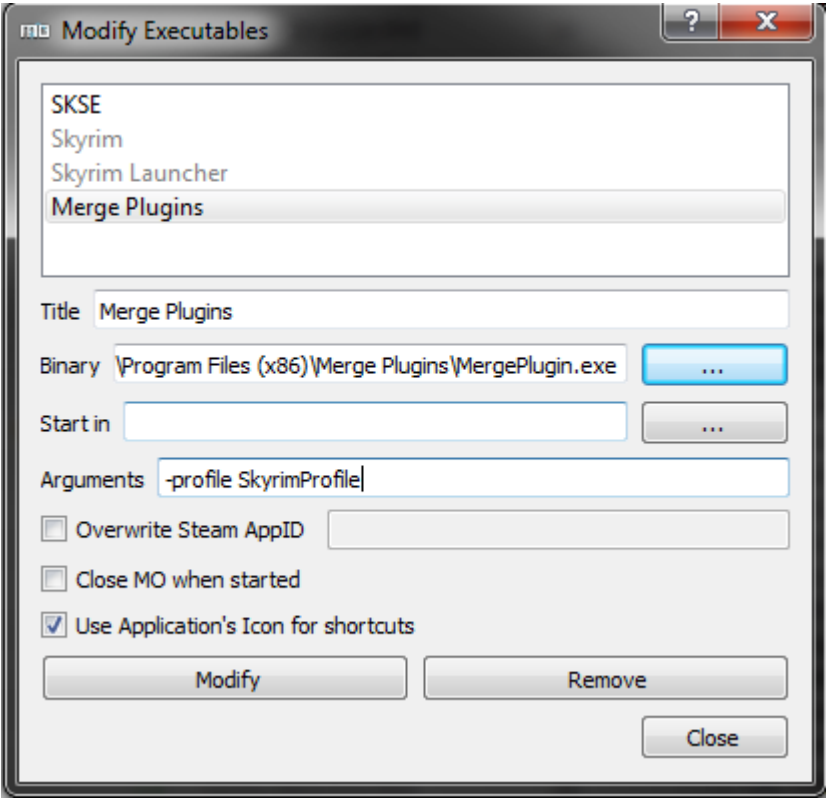 MO Modify Executables ?
SKSE
Skyrim
Skyrim Launcher
Merge Plugins
Title Merge Plugins
Binary \Program Files (x86)\Merge Plugins\MergePlugin.exe ...
Start in ...
Arguments -profile SkyrimProfile
Overwrite Steam AppID
Close MO when started
Use Application's Icon for shortcuts
Modify Remove
Close